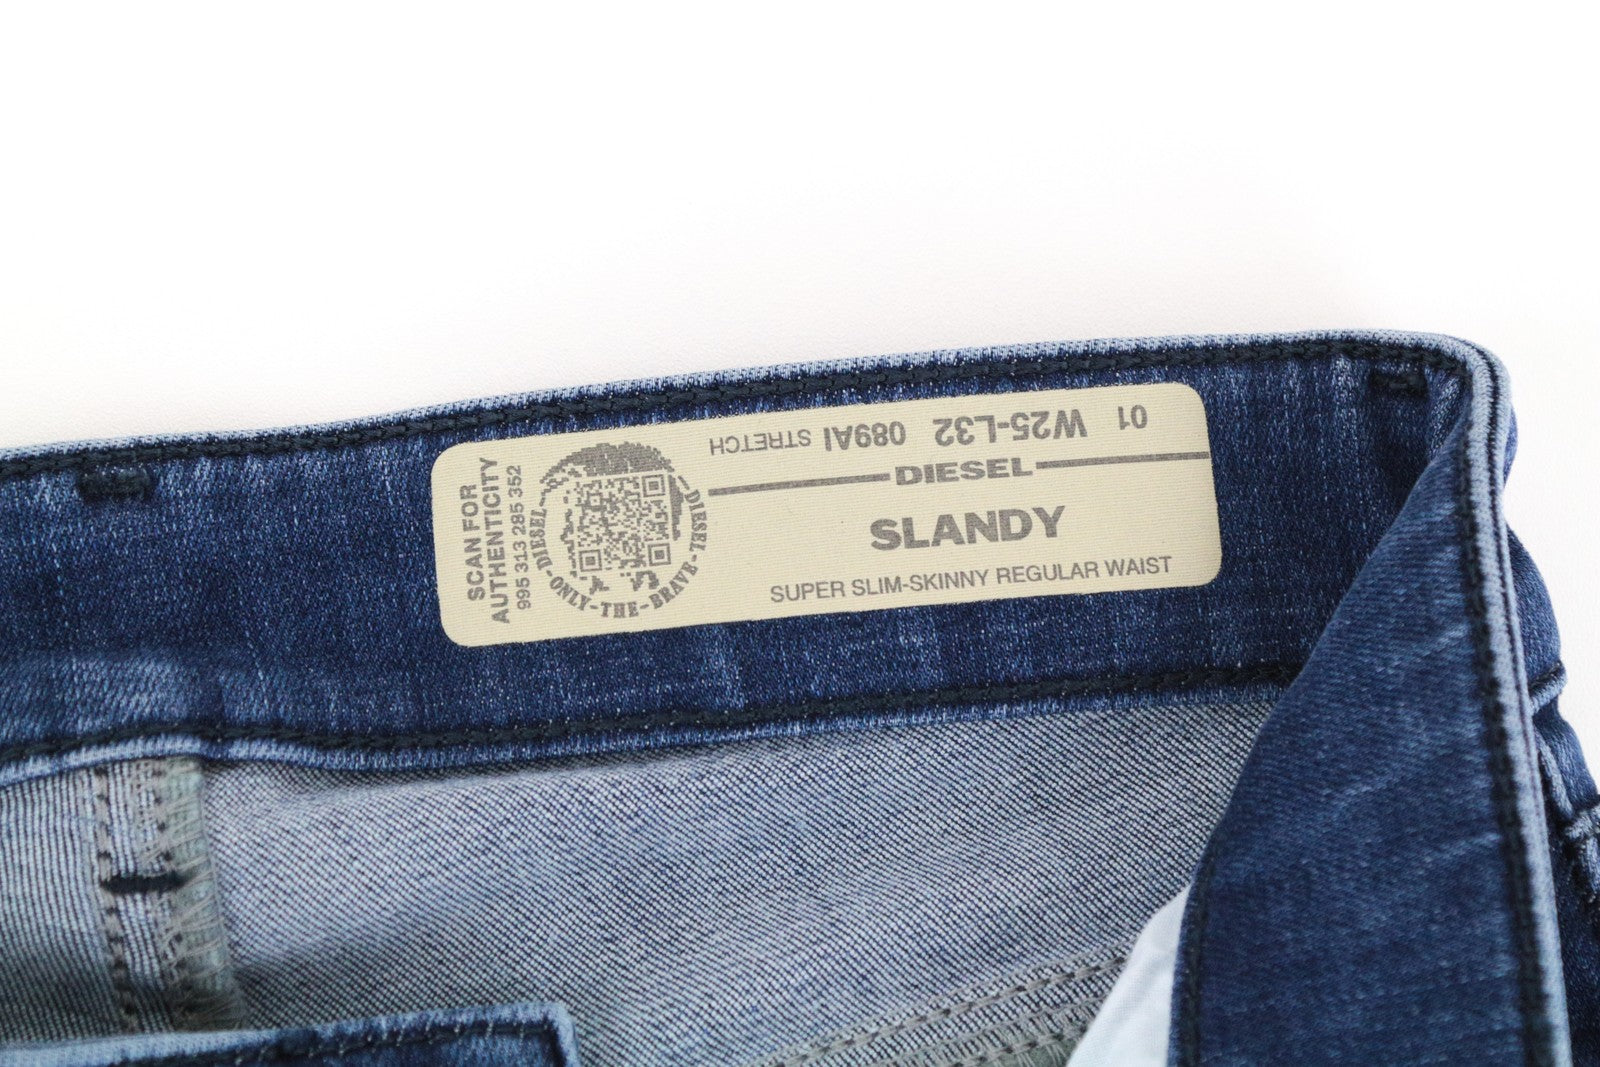 SCAN FOR
AUTHENTICITY
995 313 285 352
DIESEL-ONLY-THE-BRAVE-DIESEL
01 W25-L32 089AI STRETCH
DIESEL
SLANDY
SUPER SLIM-SKINNY REGULAR WAIST